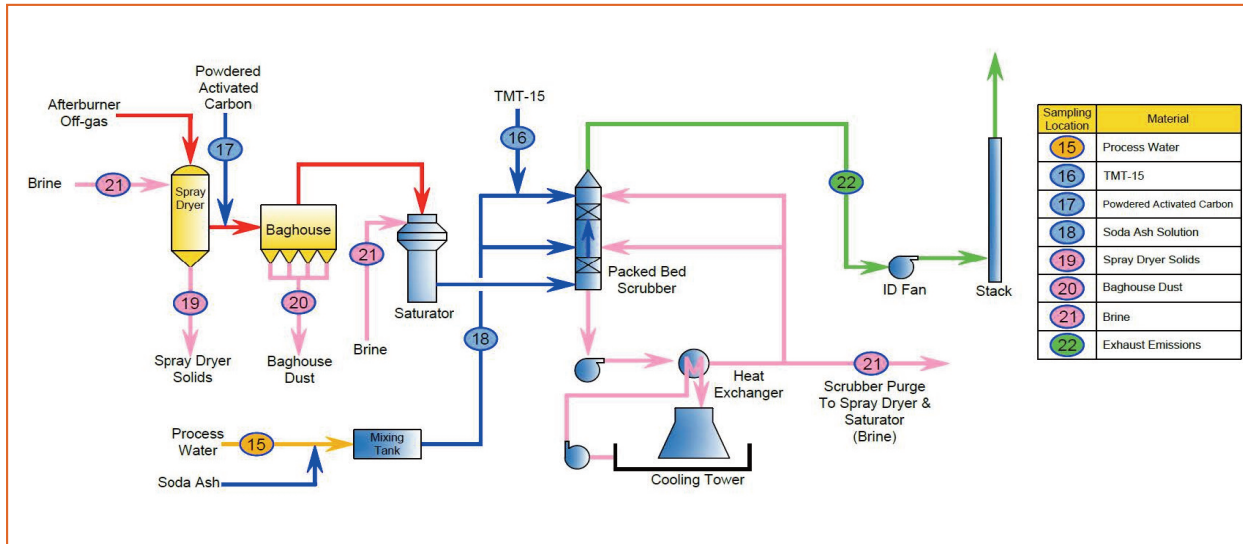 Powdered
Activated
Carbon
Afterburner
Off-gas
17
Brine
21
Spray
Dryer
Baghouse
19
Spray Dryer
Solids
20
Baghouse
Dust
21
Brine
Saturator
TMT-15
16
18
Process
Water
15
Soda Ash
Mixing
Tank
Packed Bed
Scrubber
22
ID Fan
Stack
Heat
Exchanger
Cooling Tower
21
Scrubber Purge
To Spray Dryer &
Saturator
(Brine)
Sampling
Location
Material
15 Process Water
16 TMT-15
17 Powdered Activated Carbon
18 Soda Ash Solution
19 Spray Dryer Solids
20 Baghouse Dust
21 Brine
22 Exhaust Emissions